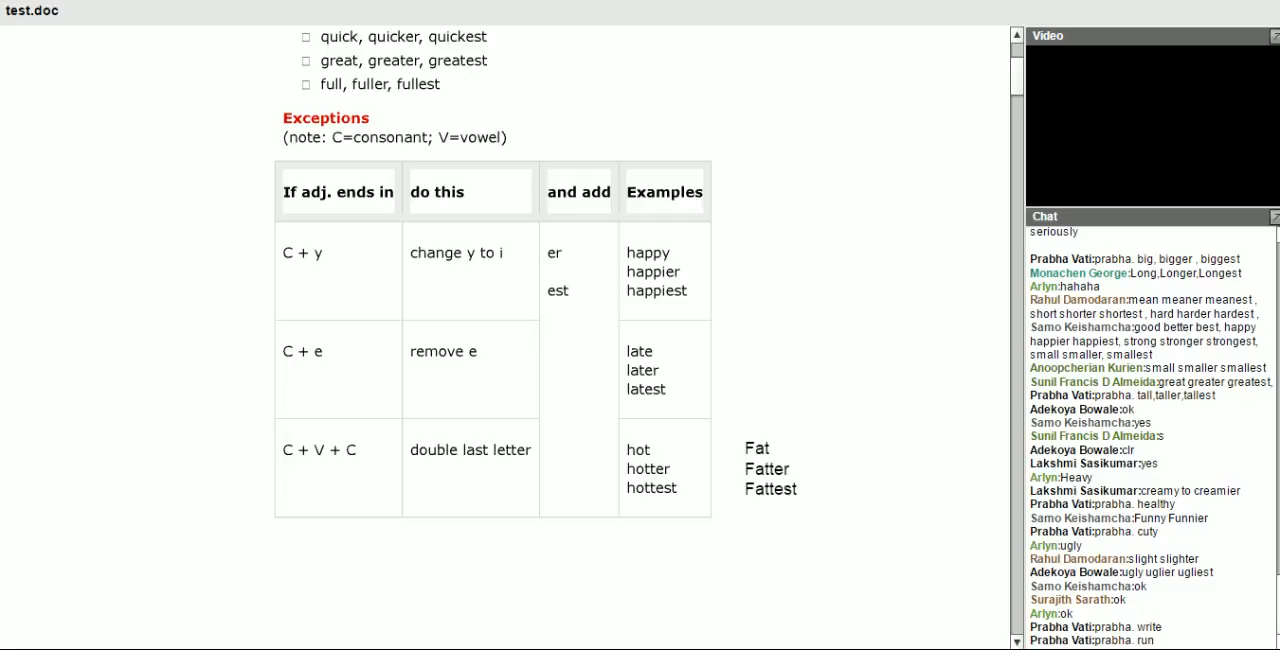 test.doc
quick, quicker, quickest
great, greater, greatest
full, fuller, fullest
Exceptions
(note: C=consonant; V=vowel)
If adj. ends in do this and add Examples
C + y change y to i er happy
happier
est happiest
C + e remove e late
later
latest
C + V + C double last letter hot Fat
hotter Fatter
hottest Fattest
Video
Chat
seriously
Prabha Vati:prabha. big, bigger , biggest
Monachen George:Long,Longer,Longest
Arlyn:hahaha
Rahul Damodaran:mean meaner meanest ,
short shorter shortest , hard harder hardest ,
Samo Keishamcha:good better best, happy
happier happiest, strong stronger strongest,
small smaller, smallest
Anoopcherian Kurien:small smaller smallest
Sunil Francis D Almeida:great greater greatest,
Prabha Vati:prabha. tall,taller,tallest
Adekoya Bowale:ok
Samo Keishamcha:yes
Sunil Francis D Almeida:s
Adekoya Bowale:clr
Lakshmi Sasikumar:yes
Arlyn:Heavy
Lakshmi Sasikumar:creamy to creamier
Prabha Vati:prabha. healthy
Samo Keishamcha:Funny Funnier
Prabha Vati:prabha. cuty
Arlyn:ugly
Rahul Damodaran:slight slighter
Adekoya Bowale:ugly uglier ugliest
Samo Keishamcha:ok
Surajith Sarath:ok
Arlyn:ok
Prabha Vati:prabha. write
Prabha Vati:prabha. run